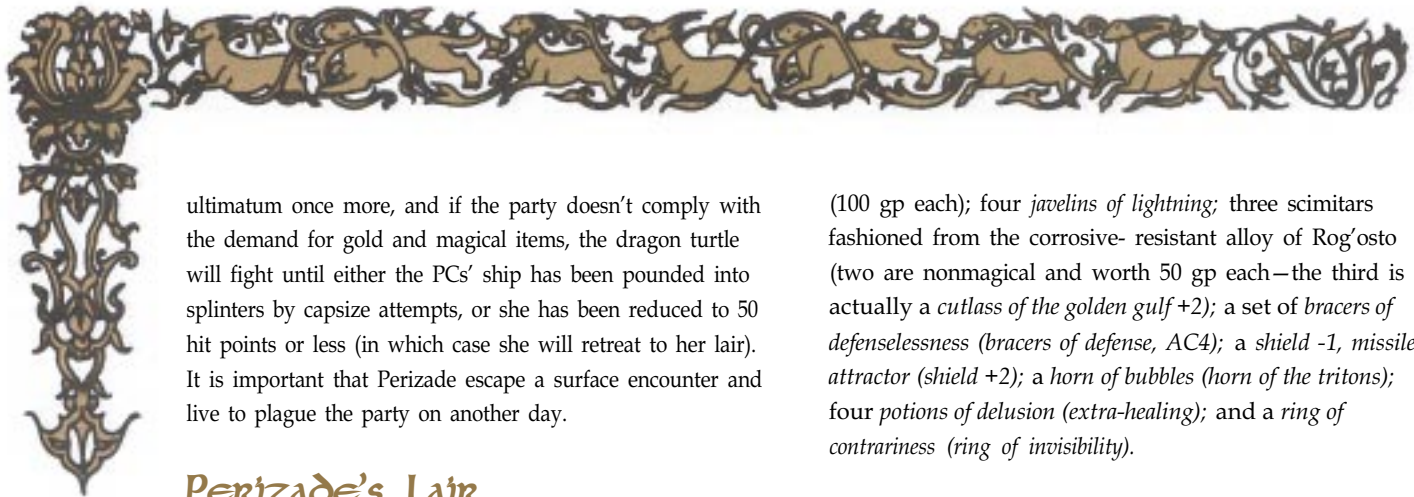 ultimatum once more, and if the party doesn’t comply with
the demand for gold and magical items, the dragon turtle
will fight until either the PCs’ ship has been pounded into
splinters by capsize attempts, or she has been reduced to 50
hit points or less (in which case she will retreat to her lair).
It is important that Perizade escape a surface encounter and
live to plague the party on another day.
Perizade’s Lair
(100 gp each); four javelins of lightning; three scimitars
fashioned from the corrosive- resistant alloy of Rog’osto
(two are nonmagical and worth 50 gp each—the third is
actually a cutlass of the golden gulf +2); a set of bracers of
defenselessness (bracers of defense, AC4); a shield -1, missile
attractor (shield +2); a horn of bubbles (horn of the tritons);
four potions of delusion (extra-healing); and a ring of
contrariness (ring of invisibility).